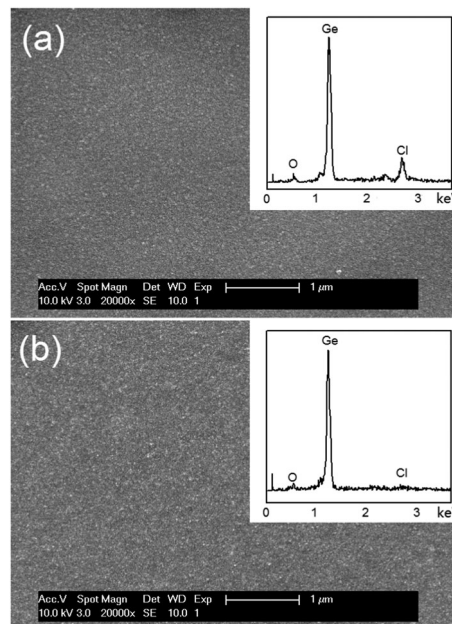 (a)
Ge
O
Cl
0 1 2 3 ke
Acc.V Spot Magn Det WD Exp 1 µm
10.0 kV 3.0 20000x SE 10.0 1
(b)
Ge
O
Cl
0 1 2 3 ke
Acc.V Spot Magn Det WD Exp 1 µm
10.0 kV 3.0 20000x SE 10.0 1